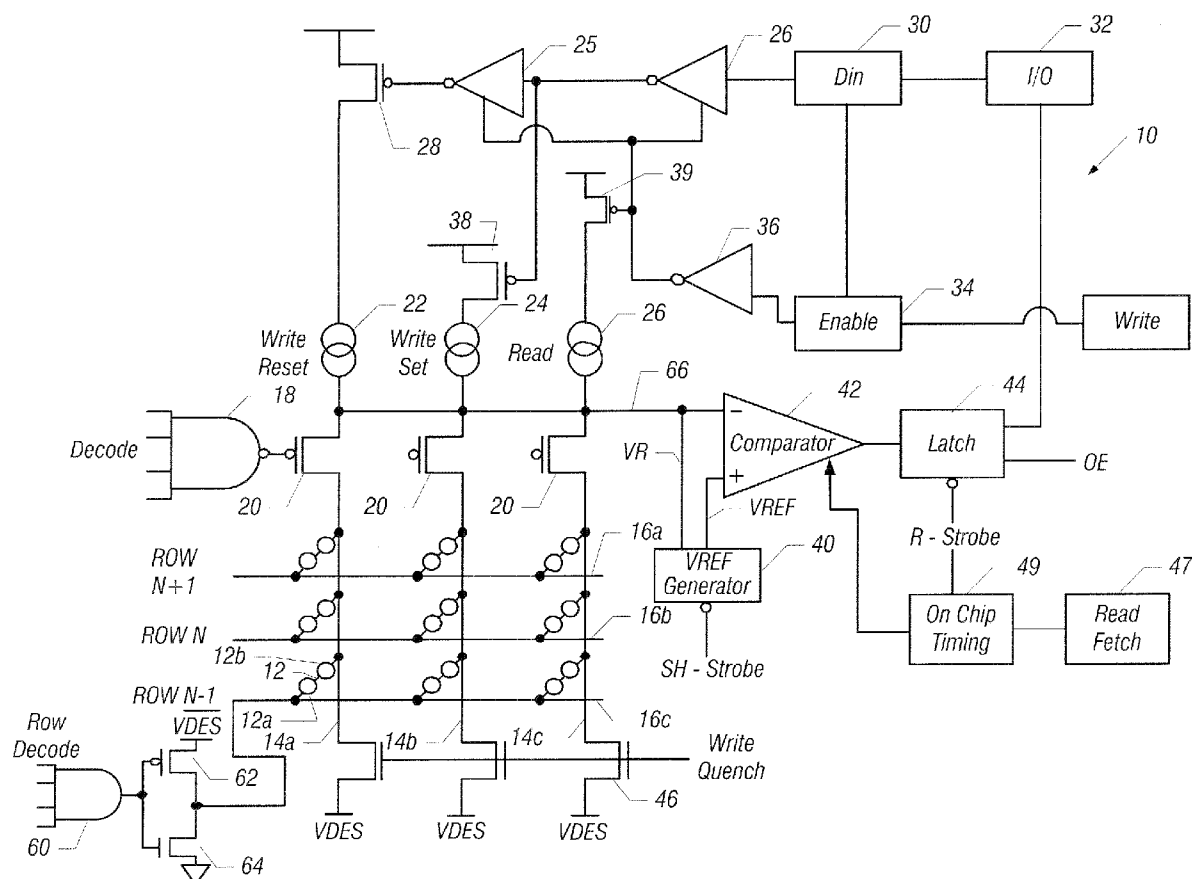 25
26
30
32
Din
I/O
10
28
39
38
36
34
22
24
26
Enable
Write
Write
Reset
Write
Set
Read
18
66
42
44
Decode
Comparator
Latch
VR
OE
20
20
20
VREF
16a
40
R - Strobe
ROW
N+1
VREF
Generator
49
47
ROW N
16b
On Chip
Timing
Read
Fetch
12b
12
SH - Strobe
ROW N-1
12a
16c
VDES
Row
Decode
14a
14b
14c
Write
Quench
62
46
60
64
VDES
VDES
VDES